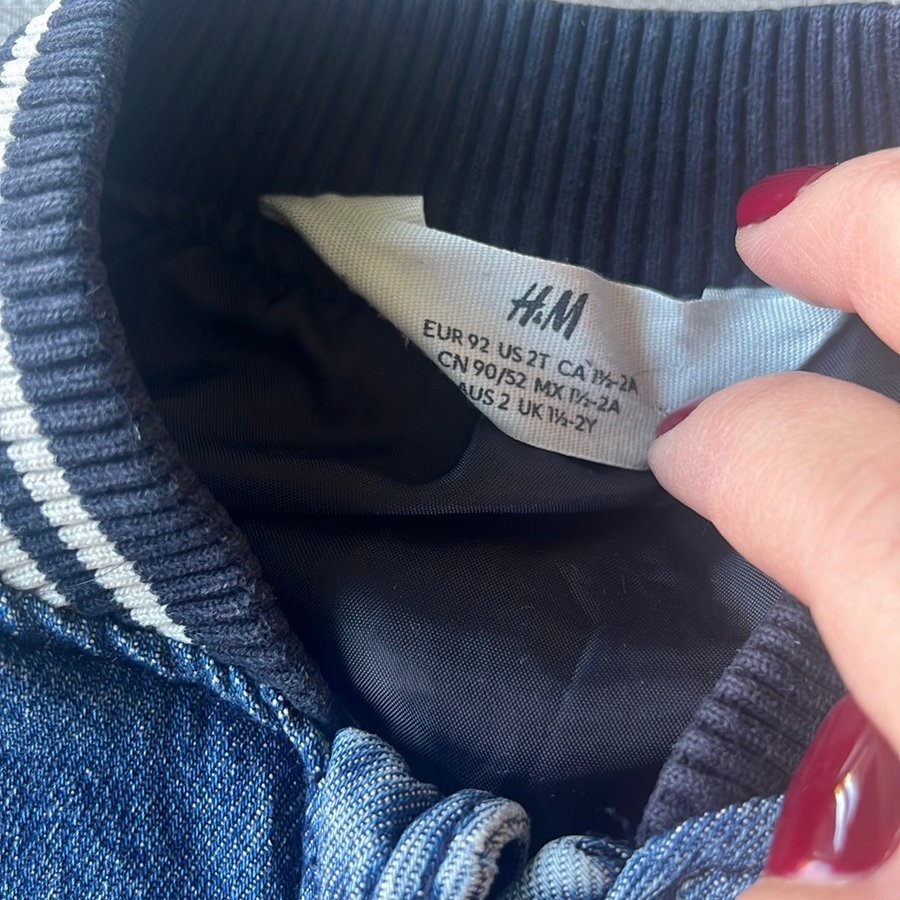 H&M
EUR 92 US 2T CA 1½-2A
CN 90/52 MX 1½-2A
AUS 2 UK 1½-2Y